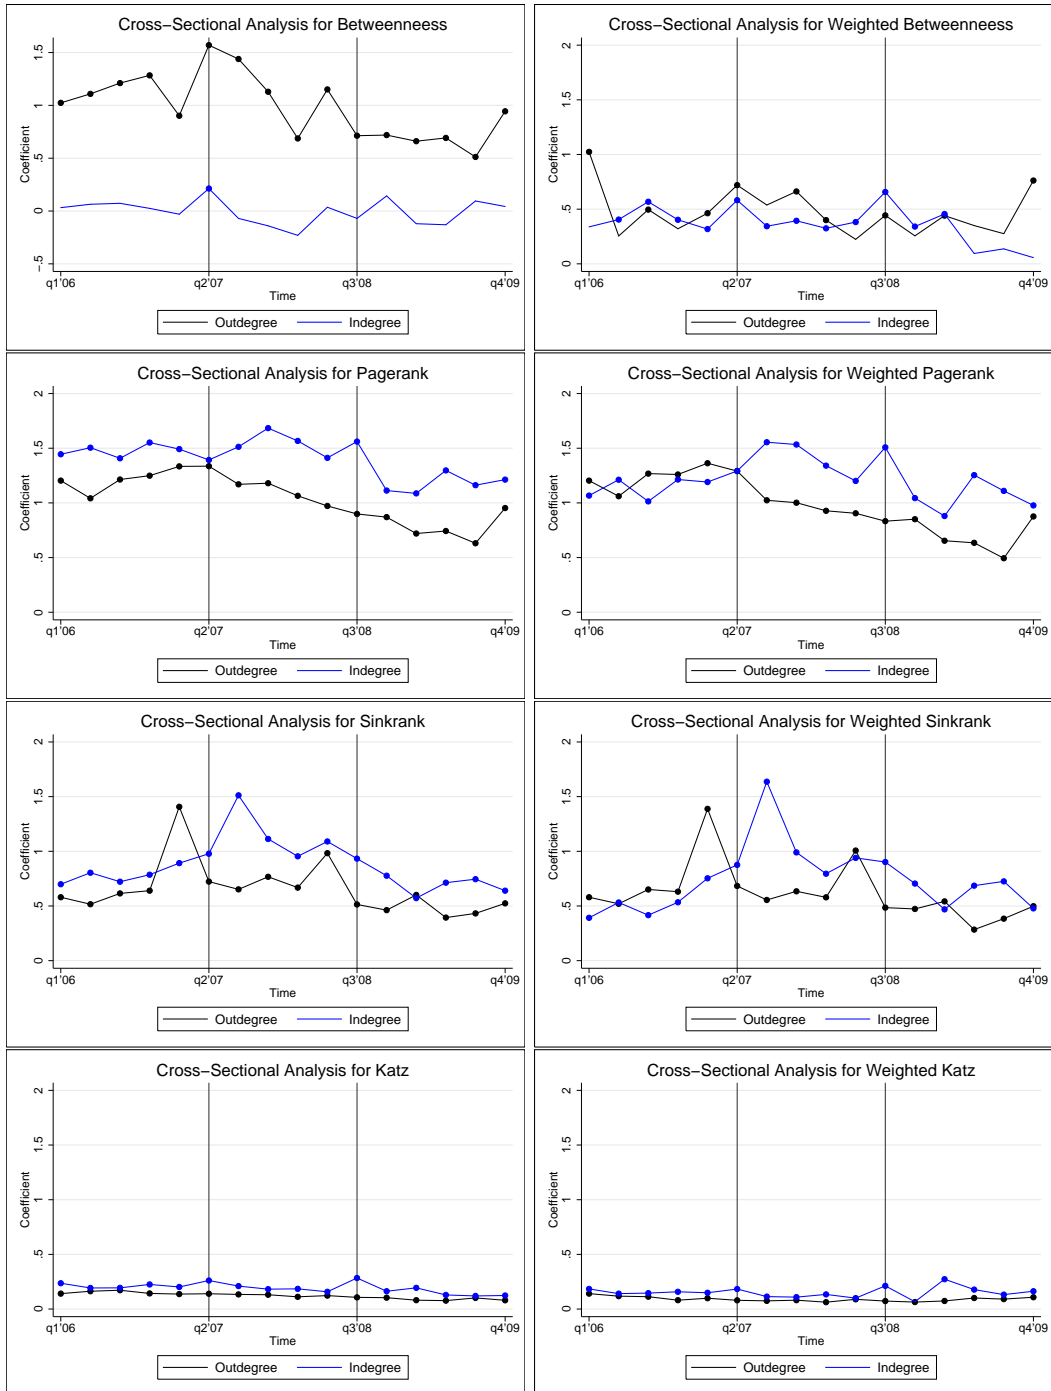 Cross−Sectional Analysis for Betweenneess
Coefficient
−.5 0 .5 1 1.5
q1'06 q2'07 q3'08 q4'09
Time
Outdegree Indegree
Cross−Sectional Analysis for Weighted Betweenneess
Coefficient
0 .5 1 1.5 2
q1'06 q2'07 q3'08 q4'09
Time
Outdegree Indegree
Cross−Sectional Analysis for Pagerank
Coefficient
0 .5 1 1.5 2
q1'06 q2'07 q3'08 q4'09
Time
Outdegree Indegree
Cross−Sectional Analysis for Weighted Pagerank
Coefficient
0 .5 1 1.5 2
q1'06 q2'07 q3'08 q4'09
Time
Outdegree Indegree
Cross−Sectional Analysis for Sinkrank
Coefficient
0 .5 1 1.5 2
q1'06 q2'07 q3'08 q4'09
Time
Outdegree Indegree
Cross−Sectional Analysis for Weighted Sinkrank
Coefficient
0 .5 1 1.5 2
q1'06 q2'07 q3'08 q4'09
Time
Outdegree Indegree
Cross−Sectional Analysis for Katz
Coefficient
0 .5 1 1.5 2
q1'06 q2'07 q3'08 q4'09
Time
Outdegree Indegree
Cross−Sectional Analysis for Weighted Katz
Coefficient
0 .5 1 1.5 2
q1'06 q2'07 q3'08 q4'09
Time
Outdegree Indegree